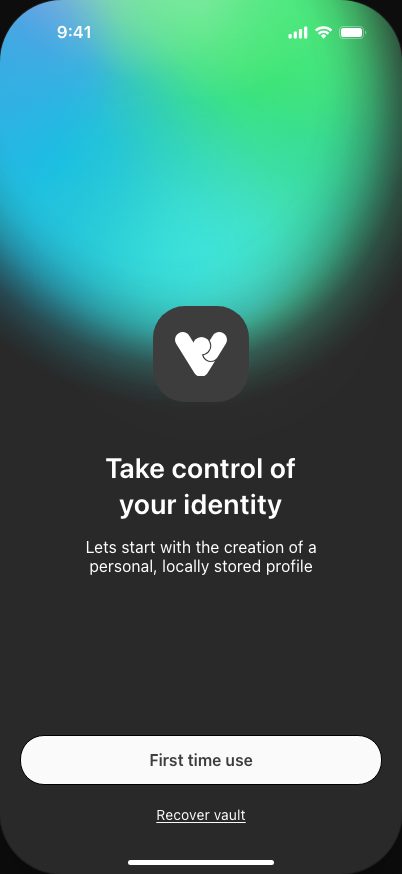 9:41
Take control of
your identity
Lets start with the creation of a
personal, locally stored profile
First time use
Recover vault